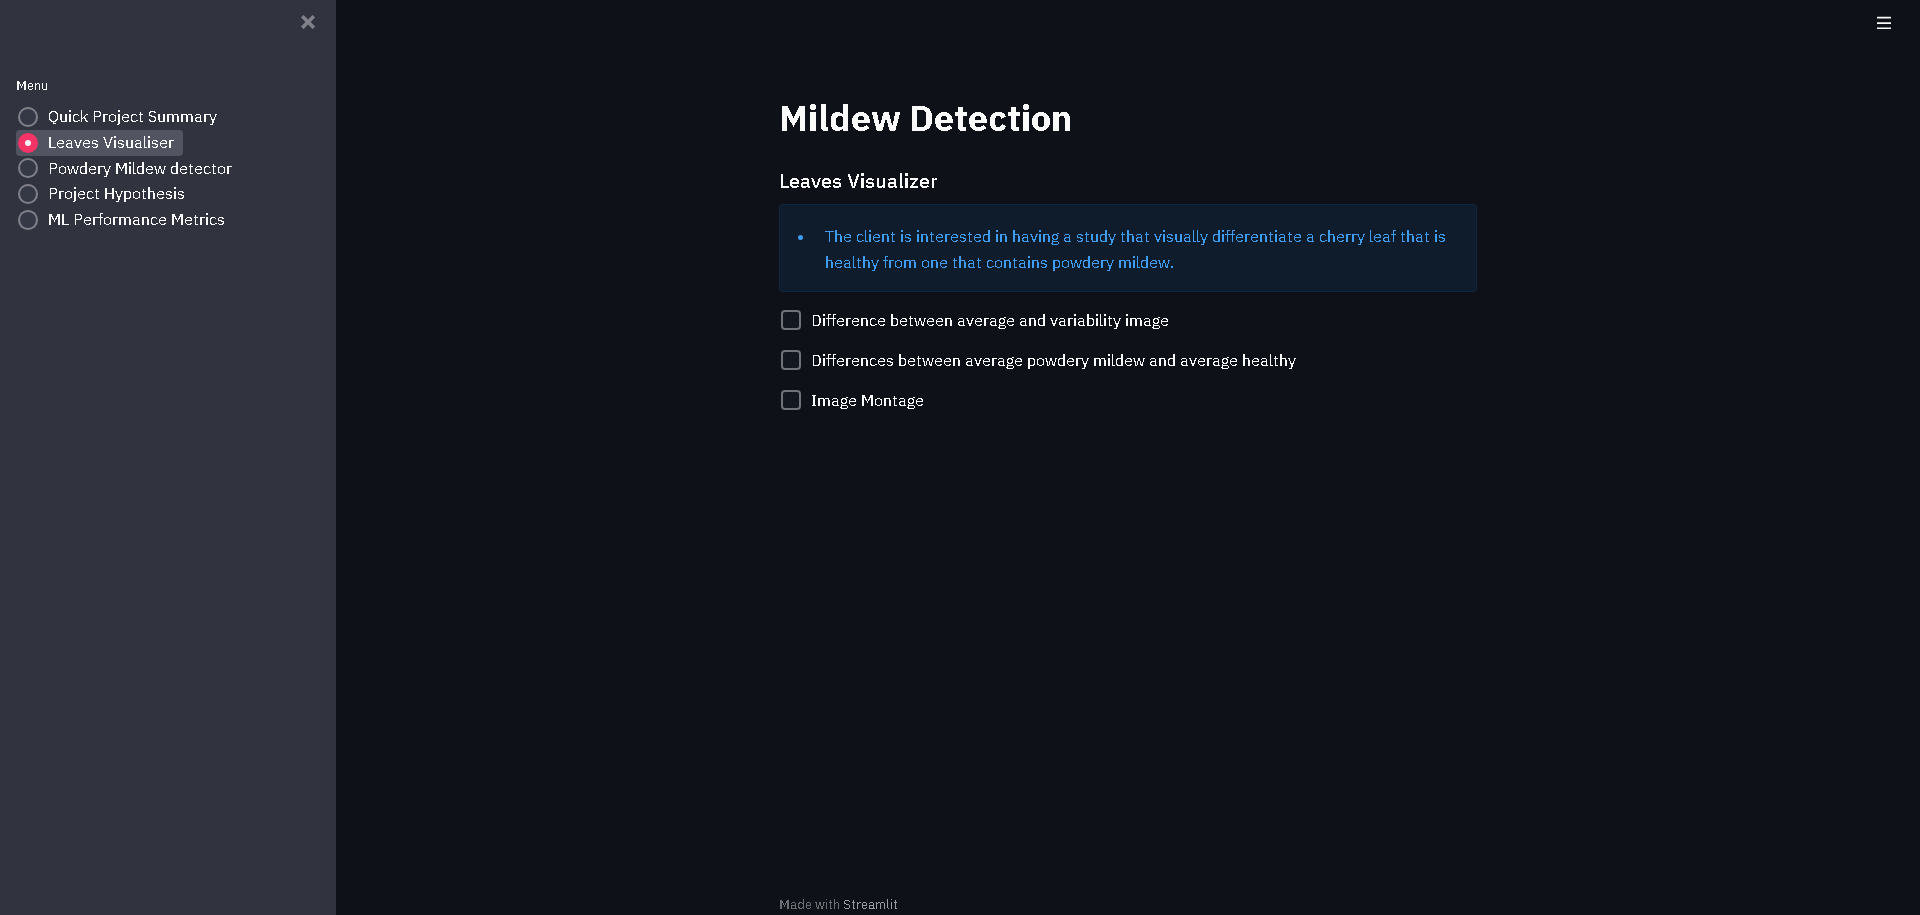 Menu
Quick Project Summary
Leaves Visualiser
Powdery Mildew detector
Project Hypothesis
ML Performance Metrics
Mildew Detection
Leaves Visualizer
• The client is interested in having a study that visually differentiate a cherry leaf that is
healthy from one that contains powdery mildew.
Difference between average and variability image
Differences between average powdery mildew and average healthy
Image Montage
Made with Streamlit